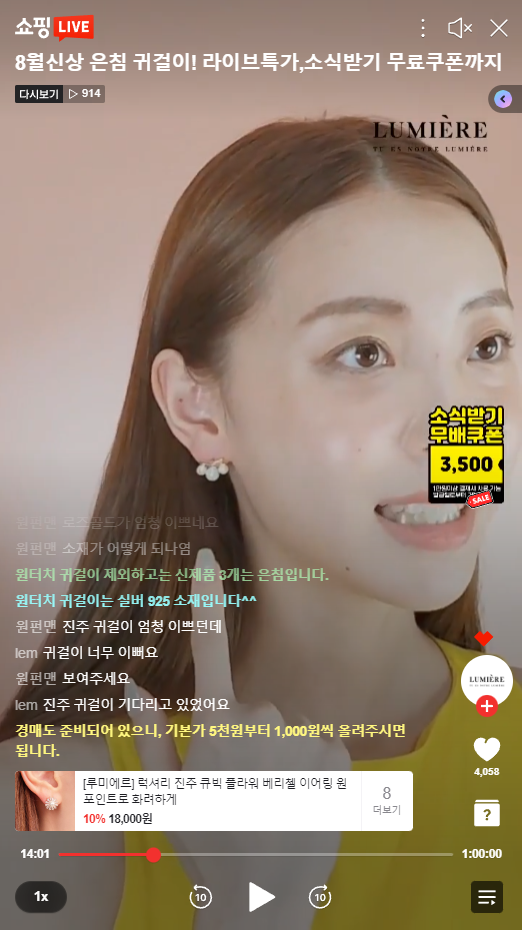 쇼핑 LIVE
8월신상 은침 귀걸이! 라이브특가,소식받기 무료쿠폰까지
다시보기 ▷ 914
LUMIÈRE
TU ES NOTRE LUMIÈRE
소식받기
무배쿠폰
3,500
SALE
원펀맨 로즈골드가 엄청 이쁘네요
원펀맨 소재가 어떻게 되나염
원터치 귀걸이 제외하고는 신제품 3개는 은침입니다.
원터치 귀걸이는 실버 925 소재입니다^^
원펀맨 진주 귀걸이 엄청 이쁘던데
lem 귀걸이 너무 이뻐요
원펀맨 보여주세요
lem 진주 귀걸이 기다리고 있었어요
경매도 준비되어 있으니, 기본가 5천원부터 1,000원씩 올려주시면
됩니다.
LUMIÈRE
4,058
[루미에르] 럭셔리 진주 큐빅 플라워 베리첼 이어링 원
포인트로 화려하게
10% 18,000원
8
더보기
?
14:01
1:00:00
1x
10
10